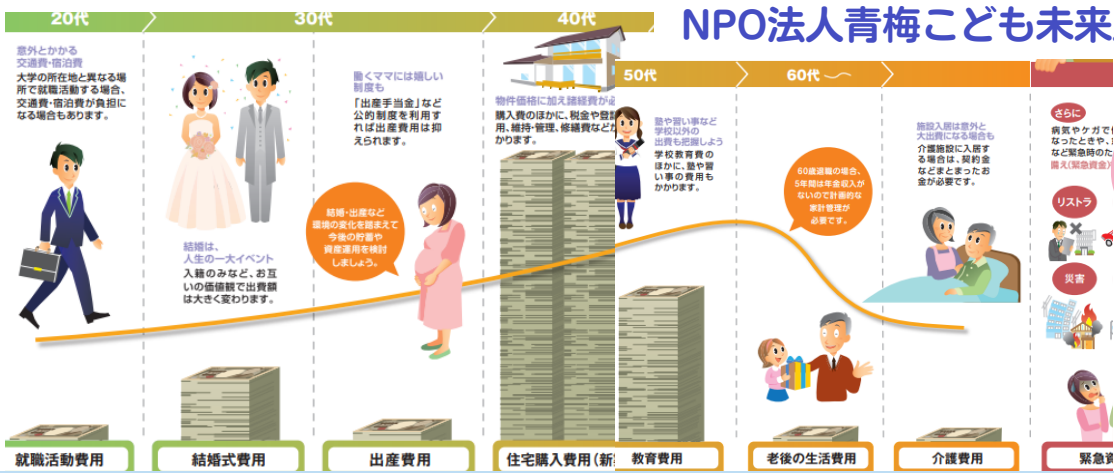 NPO法人青梅こども未来
20代
30代
40代
50代
60代～
意外とかかる
交通費・宿泊費
大学の所在地と異なる場
所で就職活動する場合、
交通費・宿泊費が負担に
なる場合もあります。
結婚は、
人生の一大イベント
入籍のみなど、お互
いの価値観で出費額
は大きく変わります。
働くママには嬉しい
制度も
「出産手当金」など
公的制度を利用す
れば出産費用は抑
えられます。
結婚・出産など
環境の変化を踏まえて
今後の貯蓄や
資産運用を検討
しましょう。
物件価格に加え諸経費が必
購入費のほかに、税金や登記
用、維持・管理、修繕費などが
かります。
塾や習い事など
学校以外の
出費も把握しよう
学校教育費の
ほかに、塾や習
い事の費用も
かかります。
60歳退職の場合、
5年間は年金収入が
ないので計画的な
家計管理が
必要です。
施設入居は意外と
大出費になる場合も
介護施設に入居す
る場合は、契約金
などまとまったお
金が必要です。
さらに
病気やケガで
なったときや、
など緊急時のた
備え(緊急資金)
リストラ
災害
就職活動費用
結婚式費用
出産費用
住宅購入費用(新
教育費用
老後の生活費用
介護費用
緊急